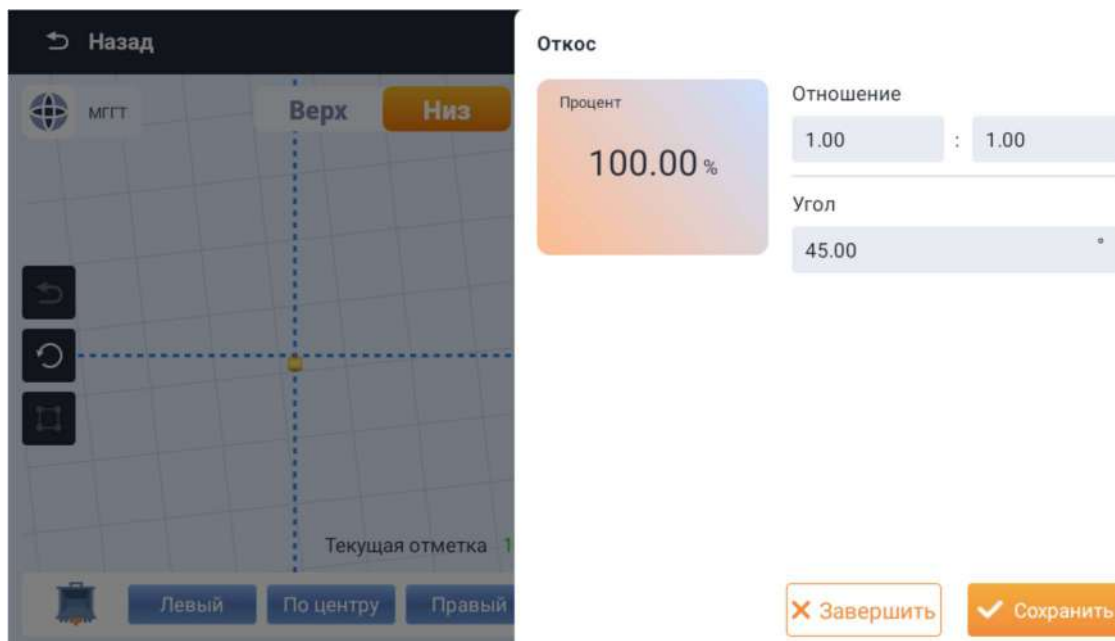 Назад
МГГТ
Верх
Низ
Текущая отметка 1
Левый
По центру
Правый
Откос
Процент
100.00 %
Отношение
1.00 : 1.00
Угол
45.00 °
Завершить
Сохранить